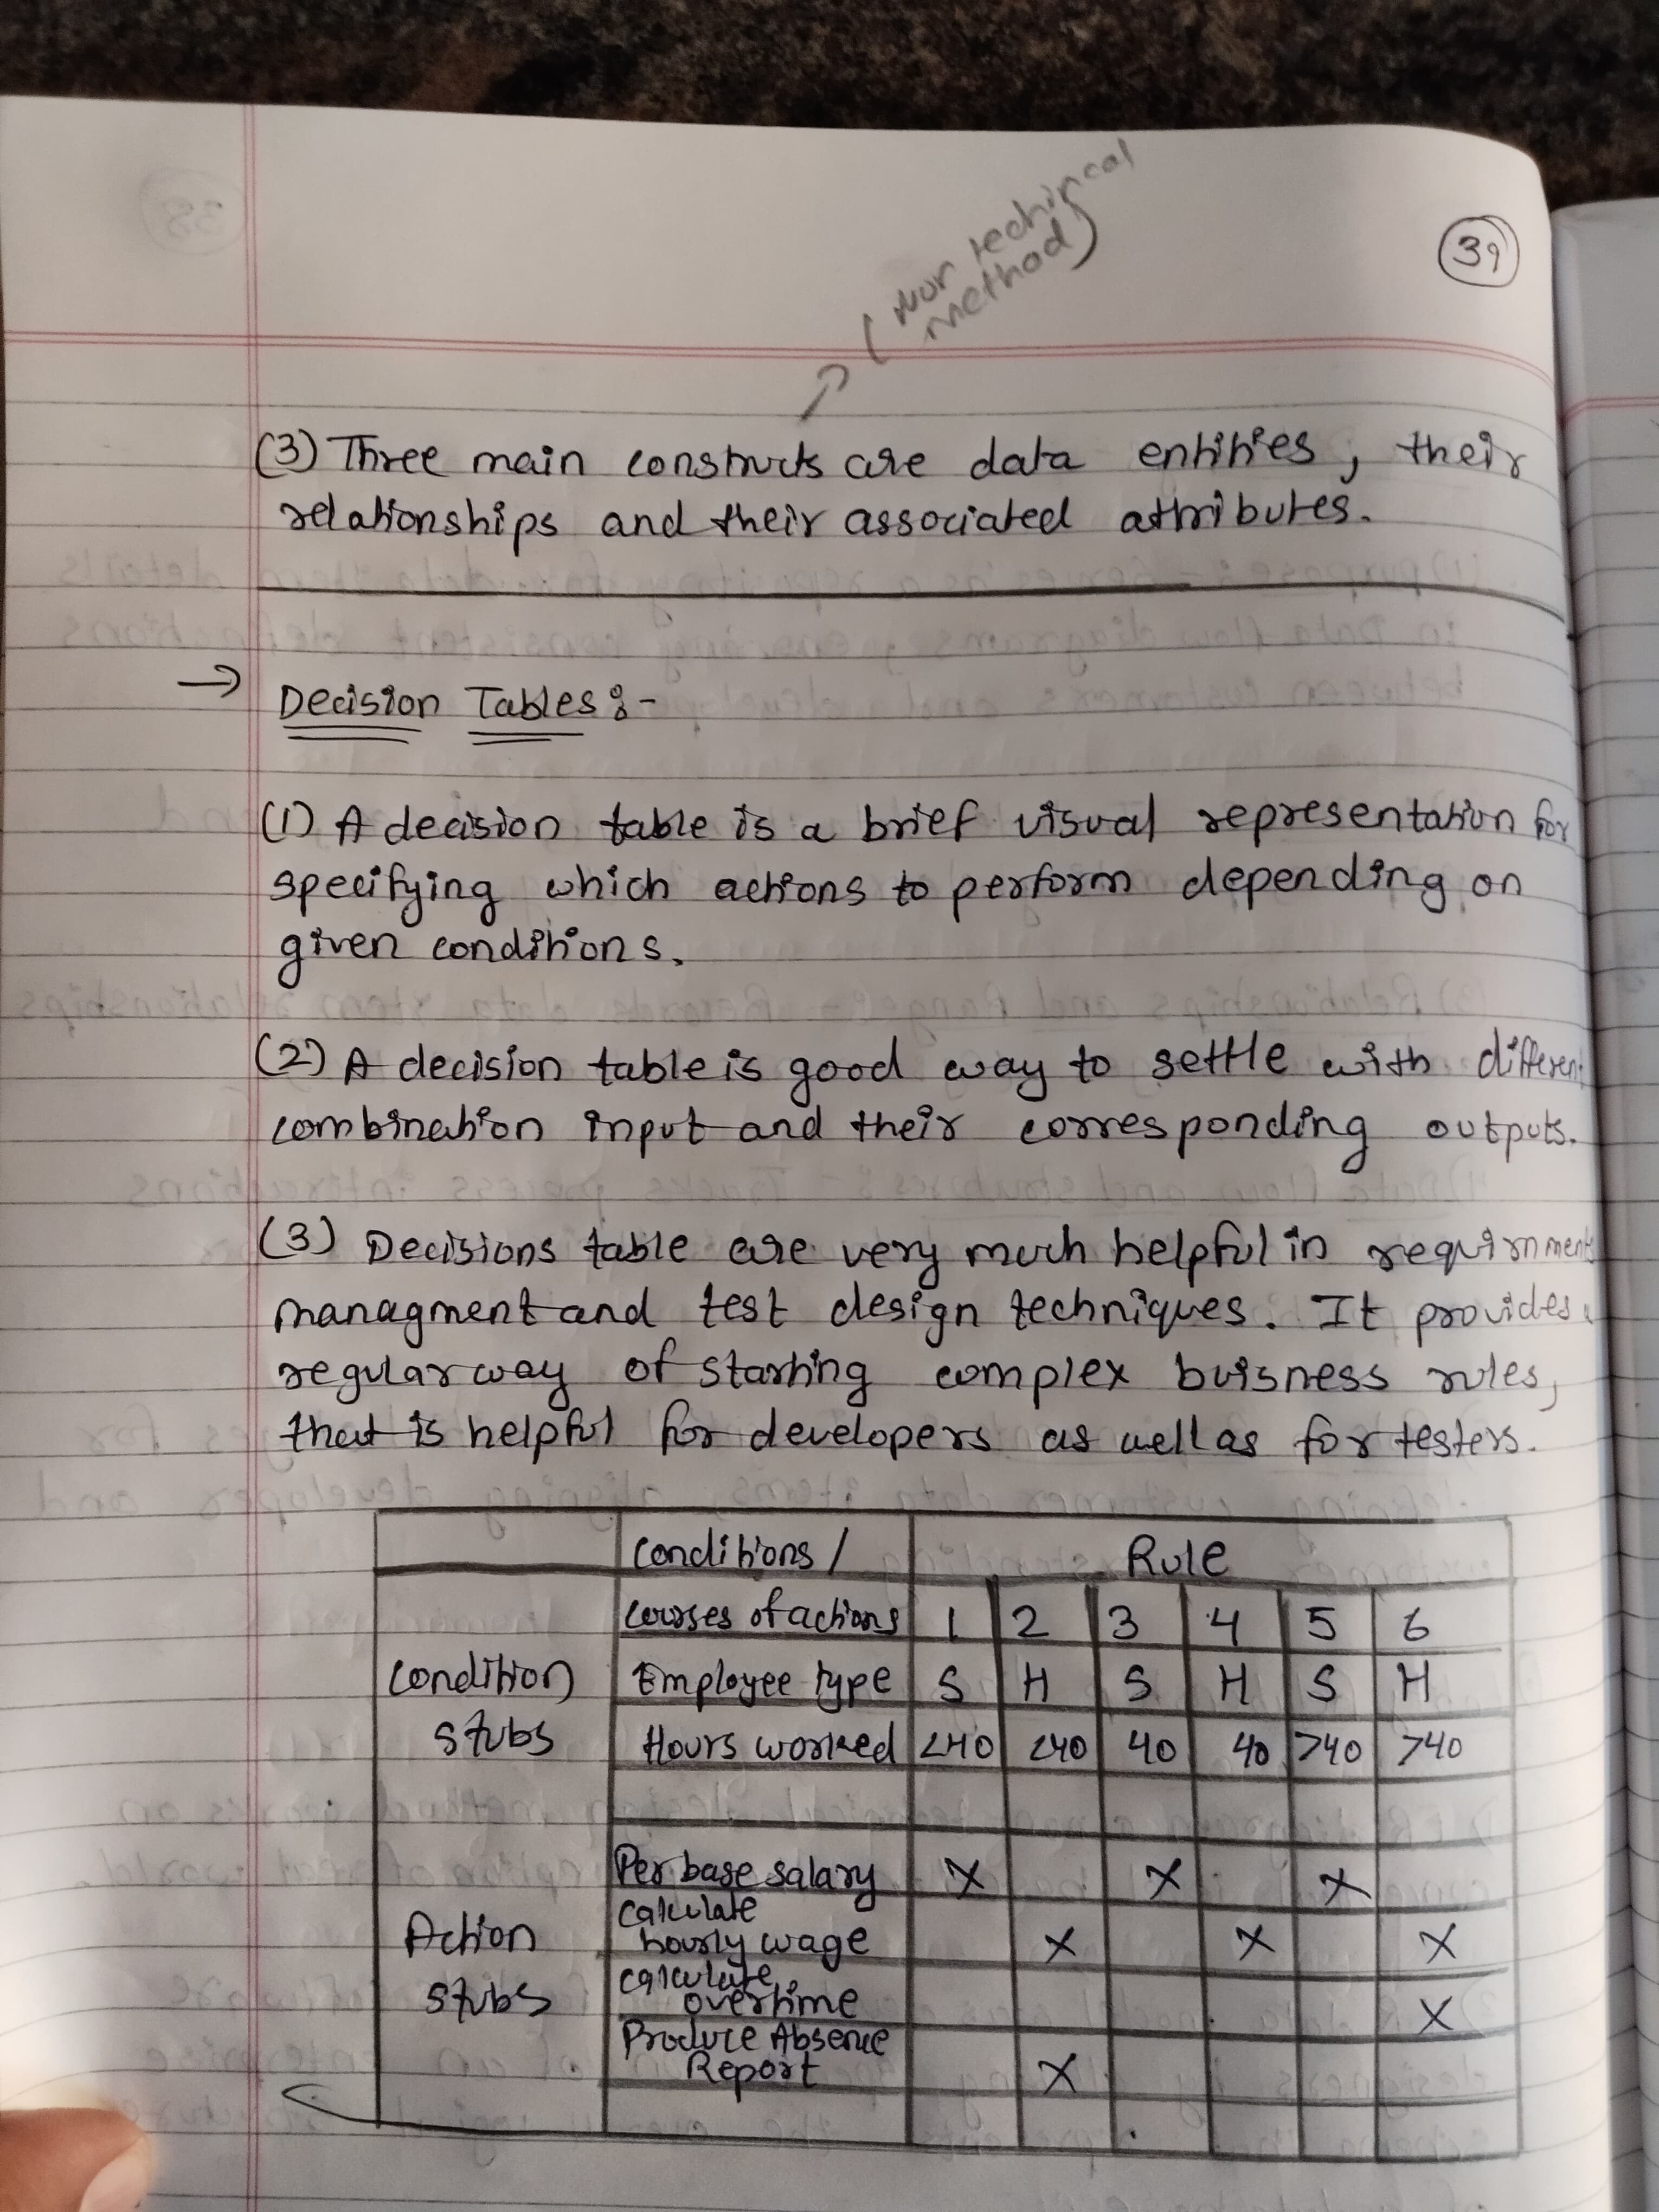 39
(Non techincal
method)
(3) Three main constructs are data entities, their
relationships and their associated attributes.
→ Decision Tables :-
(1) A decision table is a brief visual representation for
specifying which actions to perform depending on
given conditions.
(2) A decision table is good way to settle with different
combination input and their corresponding outputs.
(3) Decisions table are very much helpful in requirnment
managment and test design techniques. It provides
regular way of starting complex buisness rules,
that is helpful for developers as well as for testers.
Conditions / Rule
Courses of actions 1 2 3 4 5 6
Condition Employee type S H S H S H
stubs Hours worked <40 <40 40 40 >40 >40
Per base salary X X X
Calculate
Action hourly wage X X X
Calculate
stubs overtime X
Produce Absence
Report X